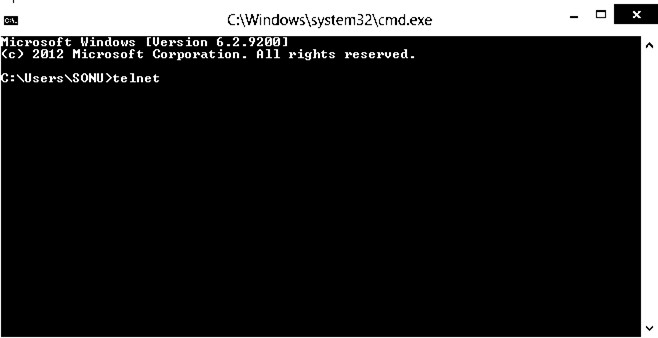 C:\Windows\system32\cmd.exe
Microsoft Windows [Version 6.2.9200]
(c) 2012 Microsoft Corporation. All rights reserved.
C:\Users\SONU>telnet